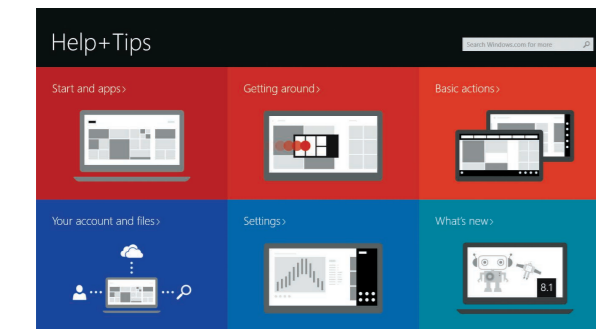 Help+Tips
Search Windows.com for more
Start and apps>
Getting around>
Basic actions>
Your account and files>
Settings>
What's new>
8.1